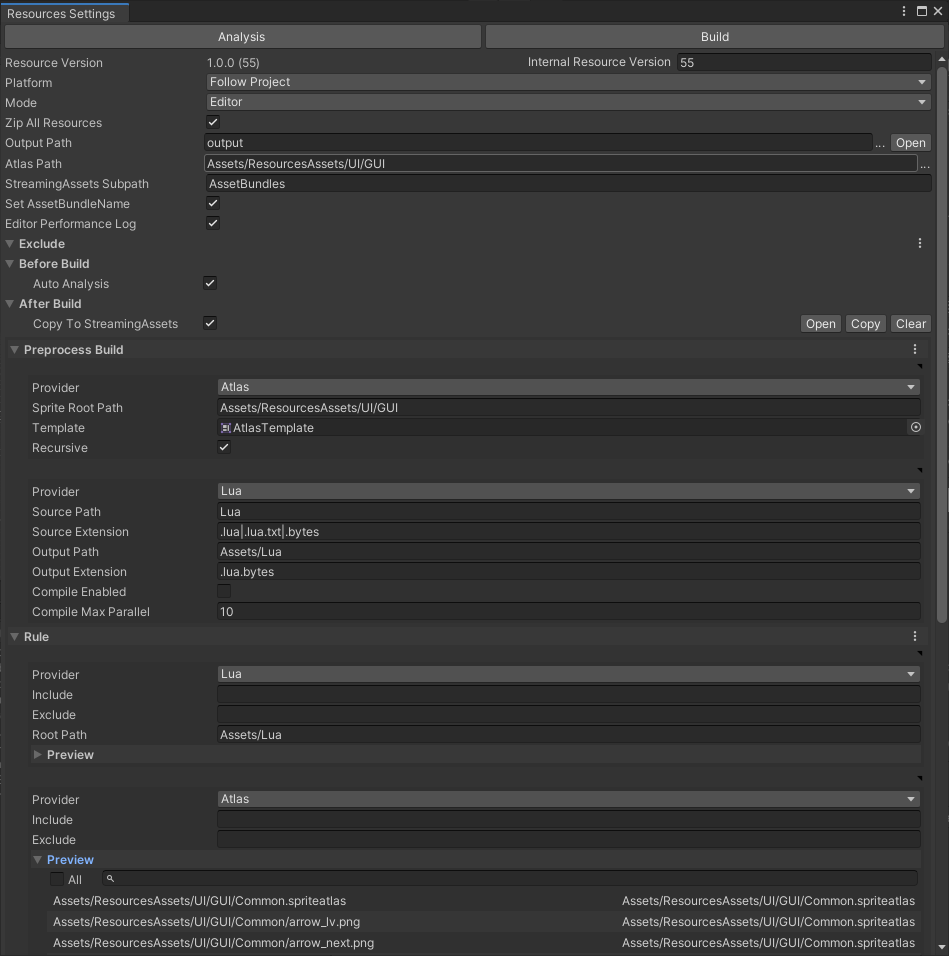 Resources Settings
Analysis Build
Resource Version 1.0.0 (55) Internal Resource Version 55
Platform Follow Project
Mode Editor
Zip All Resources
Output Path output ... Open
Atlas Path Assets/ResourcesAssets/UI/GUI ...
StreamingAssets Subpath AssetBundles
Set AssetBundleName
Editor Performance Log
Exclude
Before Build
Auto Analysis
After Build
Copy To StreamingAssets Open Copy Clear
Preprocess Build
Provider Atlas
Sprite Root Path Assets/ResourcesAssets/UI/GUI
Template AtlasTemplate
Recursive
Provider Lua
Source Path Lua
Source Extension .lua|.lua.txt|.bytes
Output Path Assets/Lua
Output Extension .lua.bytes
Compile Enabled
Compile Max Parallel 10
Rule
Provider Lua
Include
Exclude
Root Path Assets/Lua
Preview
Provider Atlas
Include
Exclude
Preview
All
Assets/ResourcesAssets/UI/GUI/Common.spriteatlas Assets/ResourcesAssets/UI/GUI/Common.spriteatlas
Assets/ResourcesAssets/UI/GUI/Common/arrow_lv.png Assets/ResourcesAssets/UI/GUI/Common.spriteatlas
Assets/ResourcesAssets/UI/GUI/Common/arrow_next.png Assets/ResourcesAssets/UI/GUI/Common.spriteatlas